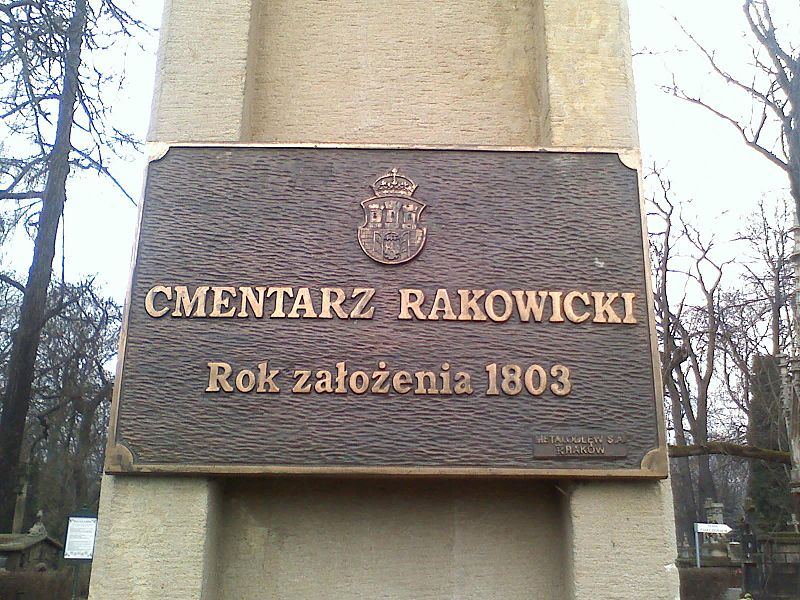 CMENTARZ RAKOWICKI
Rok założenia 1803
METALODLEW S.A.
KRAKÓW